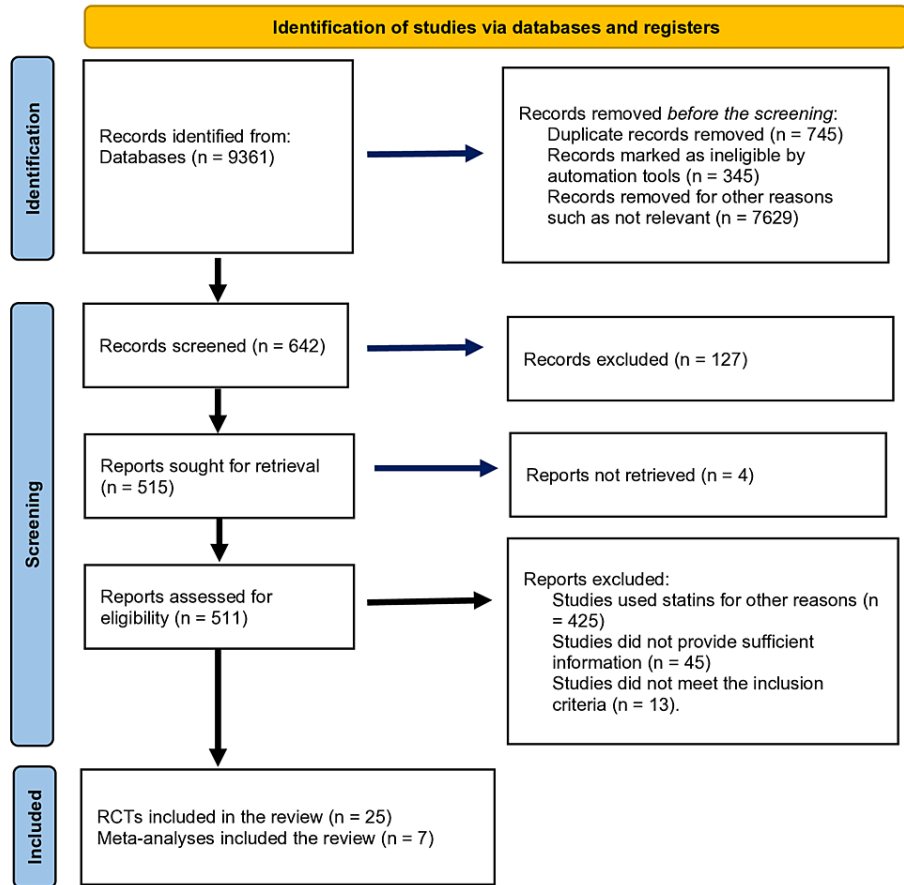 Identification of studies via databases and registers
Identification
Records identified from:
Databases (n = 9361)
Records removed before the screening:
Duplicate records removed (n = 745)
Records marked as ineligible by
automation tools (n = 345)
Records removed for other reasons
such as not relevant (n = 7629)
Screening
Records screened (n = 642)
Records excluded (n = 127)
Reports sought for retrieval
(n = 515)
Reports not retrieved (n = 4)
Reports assessed for
eligibility (n = 511)
Reports excluded:
Studies used statins for other reasons (n
= 425)
Studies did not provide sufficient
information (n = 45)
Studies did not meet the inclusion
criteria (n = 13).
Included
RCTs included in the review (n = 25)
Meta-analyses included the review (n = 7)